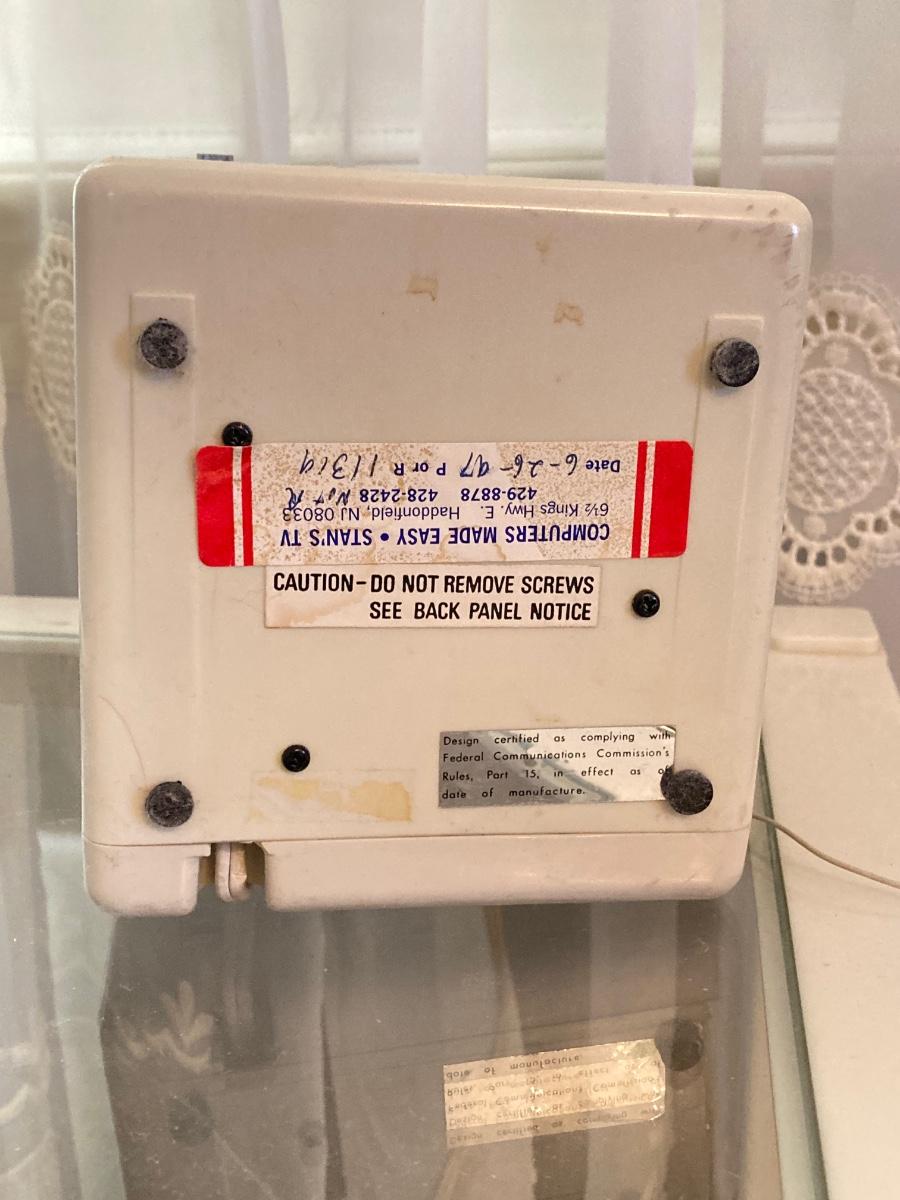 COMPUTERS MADE EASY • STAN'S TV
6½ Kings Hwy. E. Haddonfield, NJ 08033
429-8878 428-2428
Date 6-26-97 P or R 11319
CAUTION – DO NOT REMOVE SCREWS
SEE BACK PANEL NOTICE
Design certified as complying with
Federal Communications Commission's
Rules, Part 15, in effect as of
date of manufacture.